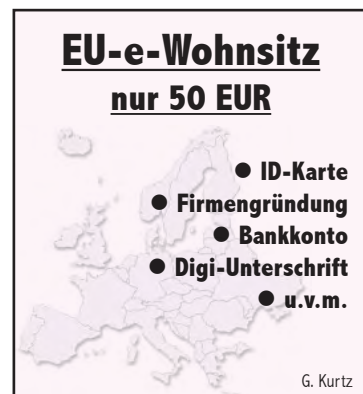 EU-e-Wohnsitz
nur 50 EUR
● ID-Karte
● Firmengründung
● Bankkonto
● Digi-Unterschrift
● u.v.m.
G. Kurtz